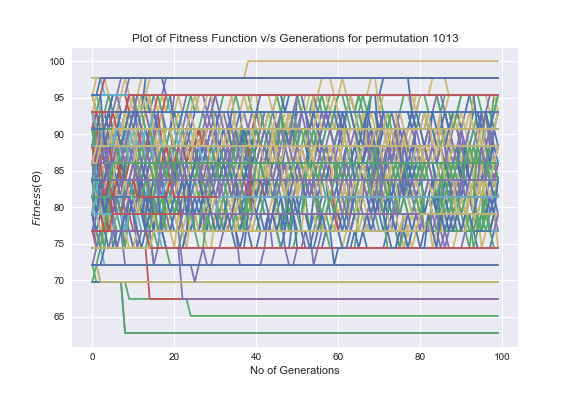 Plot of Fitness Function v/s Generations for permutation 1013
100
95
90
85
80
75
70
65
Fitness(Θ)
0 20 40 60 80 100
No of Generations